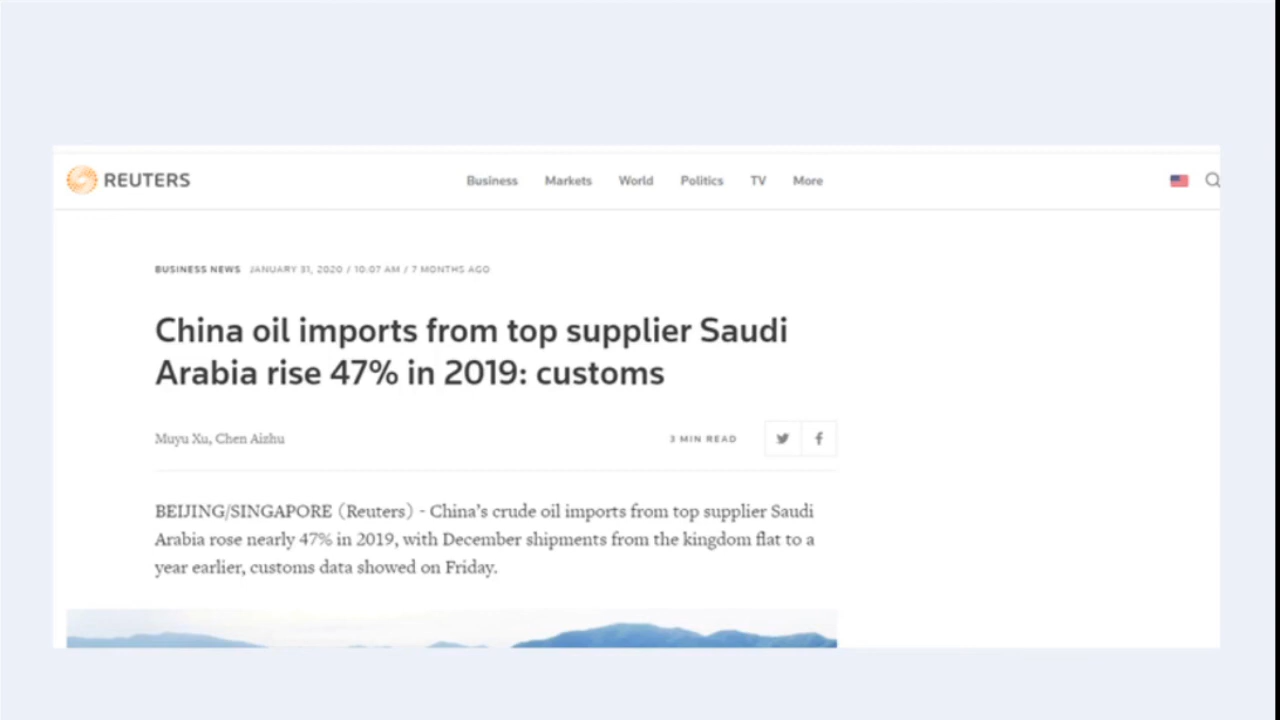 REUTERS
Business Markets World Politics TV More
BUSINESS NEWS JANUARY 31, 2020 / 10:07 AM / 7 MONTHS AGO
China oil imports from top supplier Saudi
Arabia rise 47% in 2019: customs
Muyu Xu, Chen Aizhu
3 MIN READ
BEIJING/SINGAPORE (Reuters) - China’s crude oil imports from top supplier Saudi
Arabia rose nearly 47% in 2019, with December shipments from the kingdom flat to a
year earlier, customs data showed on Friday.